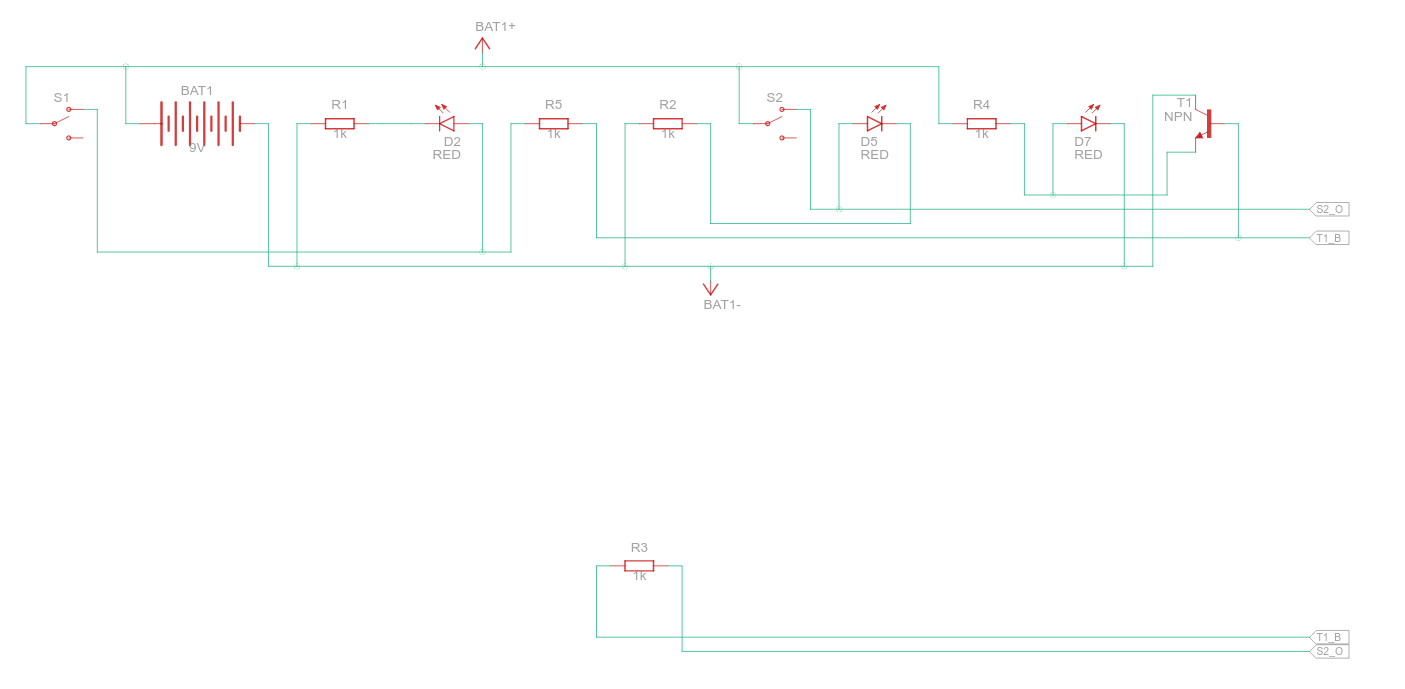 BAT1+
S1
BAT1
9V
R1
1k
D2
RED
R5
1k
R2
1k
S2
D5
RED
R4
1k
D7
RED
T1
NPN
S2_O
T1_B
BAT1-
R3
1k
T1_B
S2_O